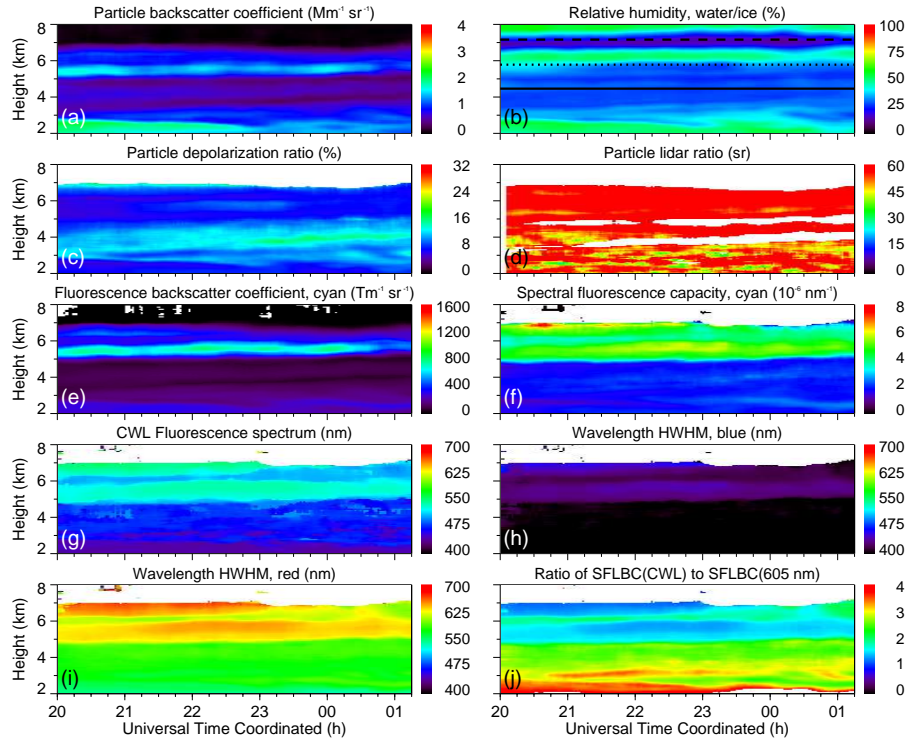 Particle backscatter coefficient (Mm⁻¹ sr⁻¹)
Height (km)
8
6
4
2
(a)
4
3
2
1
0
Relative humidity, water/ice (%)
(b)
100
75
50
25
0
Particle depolarization ratio (%)
Height (km)
8
6
4
2
(c)
32
24
16
8
0
Particle lidar ratio (sr)
(d)
60
45
30
15
0
Fluorescence backscatter coefficient, cyan (Tm⁻¹ sr⁻¹)
Height (km)
8
6
4
2
(e)
1600
1200
800
400
0
Spectral fluorescence capacity, cyan (10⁻⁶ nm⁻¹)
(f)
8
6
4
2
0
CWL Fluorescence spectrum (nm)
Height (km)
8
6
4
2
(g)
700
625
550
475
400
Wavelength HWHM, blue (nm)
(h)
700
625
550
475
400
Wavelength HWHM, red (nm)
Height (km)
8
6
4
2
(i)
700
625
550
475
400
20 21 22 23 00 01
Universal Time Coordinated (h)
Ratio of SFLBC(CWL) to SFLBC(605 nm)
(j)
4
3
2
1
0
20 21 22 23 00 01
Universal Time Coordinated (h)